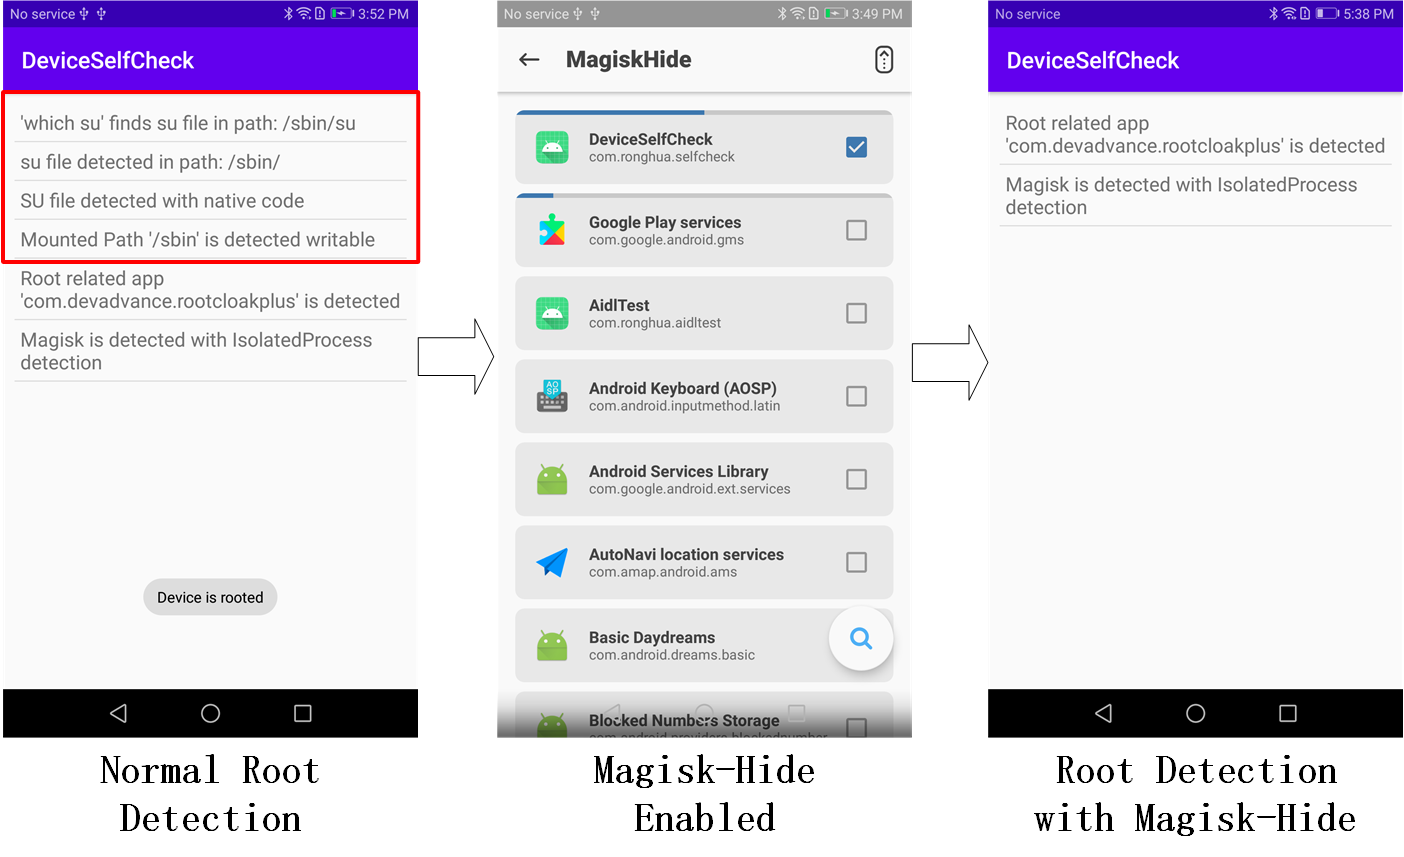 No service
3:52 PM
DeviceSelfCheck
'which su' finds su file in path: /sbin/su
su file detected in path: /sbin/
SU file detected with native code
Mounted Path '/sbin' is detected writable
Root related app
'com.devadvance.rootcloakplus' is detected
Magisk is detected with IsolatedProcess
detection
Device is rooted
Normal Root
Detection
No service
3:49 PM
MagiskHide
DeviceSelfCheck
com.ronghua.selfcheck
Google Play services
com.google.android.gms
AidlTest
com.ronghua.aidltest
Android Keyboard (AOSP)
com.android.inputmethod.latin
AO
SP
Android Services Library
com.google.android.ext.services
AutoNavi location services
com.amap.android.ams
Basic Daydreams
com.android.dreams.basic
Blocked Numbers Storage
com.android.providers.blockednumber
Magisk-Hide
Enabled
No service
5:38 PM
DeviceSelfCheck
Root related app
'com.devadvance.rootcloakplus' is detected
Magisk is detected with IsolatedProcess
detection
Root Detection
with Magisk-Hide